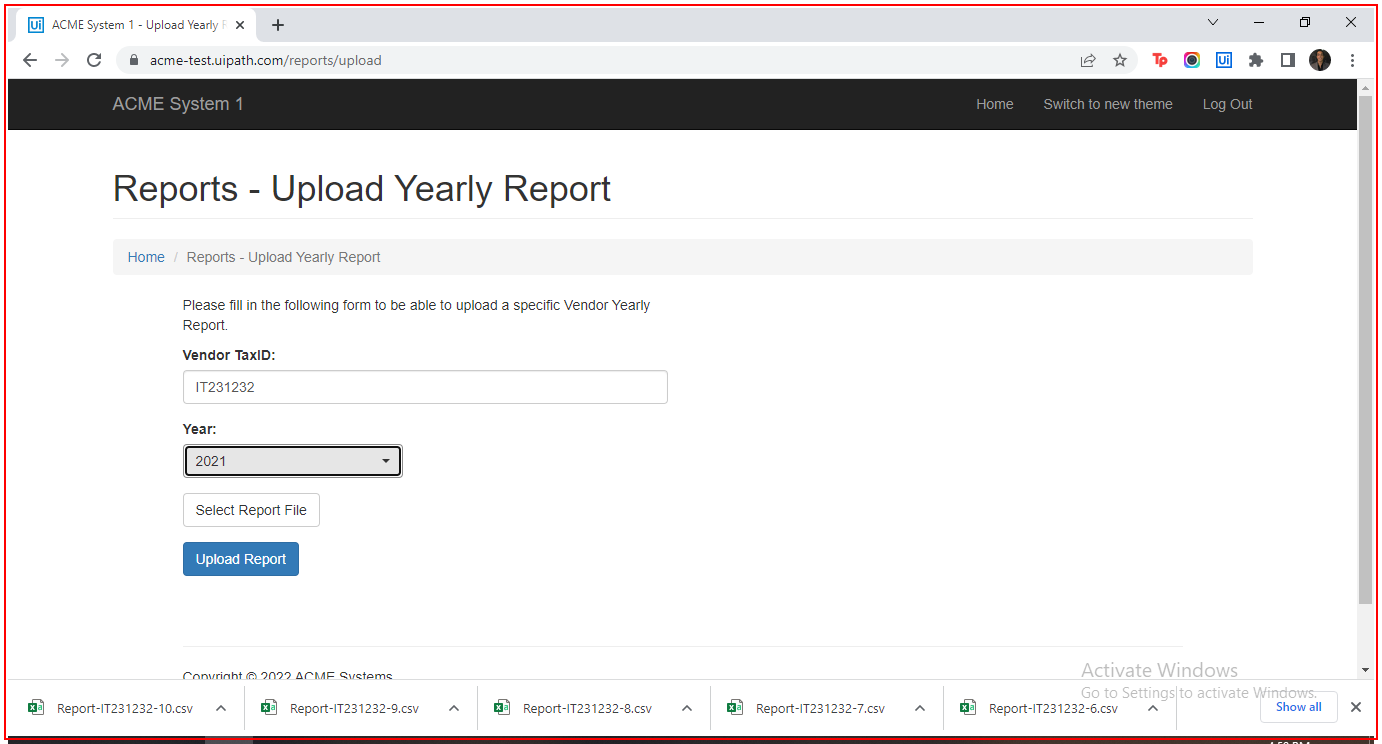 Ui ACME System 1 - Upload Yearly
acme-test.uipath.com/reports/upload
Tp
Ui
ACME System 1 Home Switch to new theme Log Out
Reports - Upload Yearly Report
Home / Reports - Upload Yearly Report
Please fill in the following form to be able to upload a specific Vendor Yearly
Report.
Vendor TaxID:
IT231232
Year:
2021
Select Report File
Upload Report
Copyright © 2022 ACME Systems
Activate Windows
Go to Settings to activate Windows.
Report-IT231232-10.csv Report-IT231232-9.csv Report-IT231232-8.csv Report-IT231232-7.csv Report-IT231232-6.csv Show all